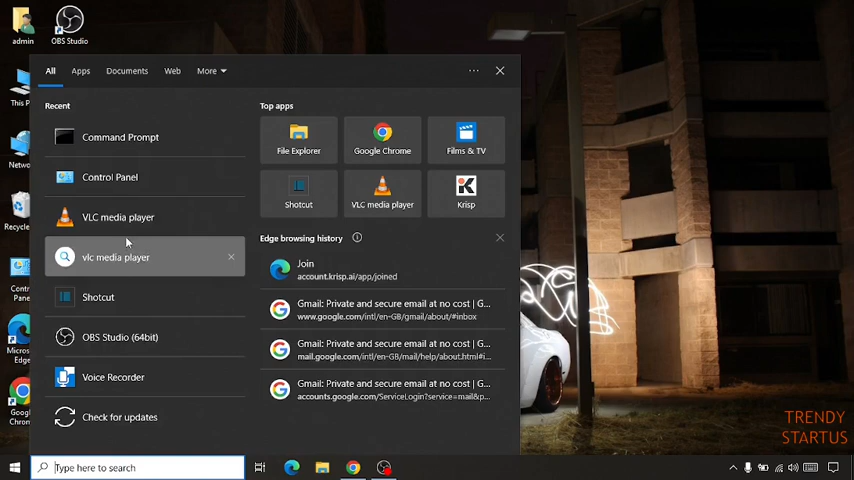 admin
OBS Studio
This P
Netwo
Recycle
Contr
Pane
Micros
Edge
Goog
Chro
All
Apps
Documents
Web
More
Recent
Command Prompt
Control Panel
VLC media player
vlc media player
Shotcut
OBS Studio (64bit)
Voice Recorder
Check for updates
Top apps
File Explorer
Google Chrome
Films & TV
Shotcut
VLC media player
Krisp
Edge browsing history
Join
account.krisp.ai/app/joined
Gmail: Private and secure email at no cost | G...
www.google.com/intl/en-GB/gmail/about/#inbox
Gmail: Private and secure email at no cost | G...
mail.google.com/intl/en-GB/mail/help/about.html#i...
Gmail: Private and secure email at no cost | G...
accounts.google.com/ServiceLogin?service=mail&p...
TRENDY
STARTUS
Type here to search